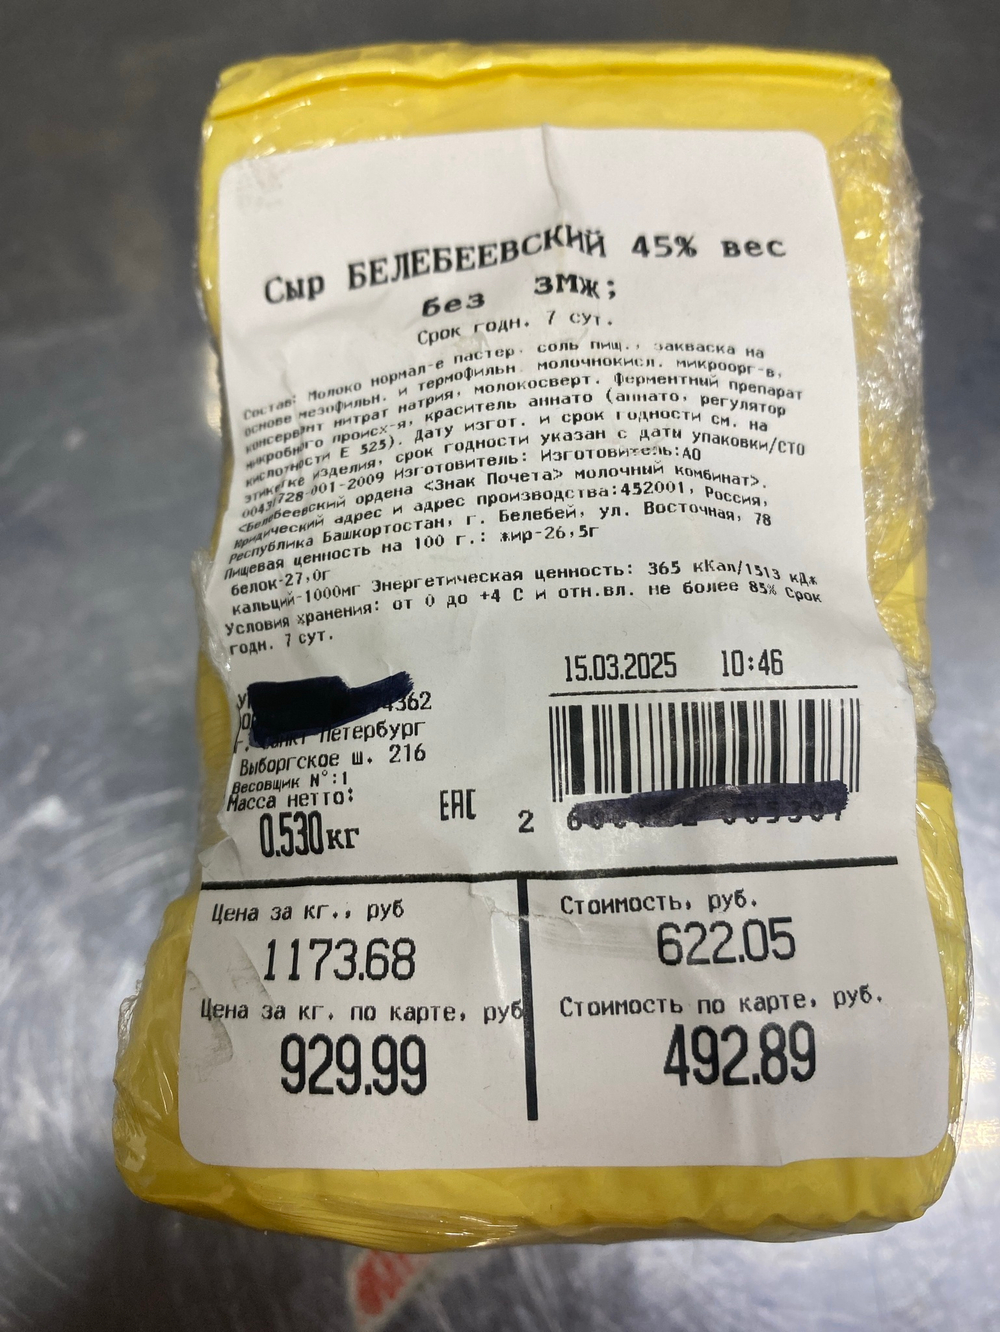 Сыр БЕЛЕБЕЕВСКИЙ 45% вес
без ЗМЖ;
Срок годн. 7 сут.
Состав: Молоко нормал-е пастер. соль пищ., закваска на
основе мезофильн. и термофильн. молочнокисл. микроорг-в,
консервант нитрат натрия, молокосверт. ферментный препарат
микробного происх-я, краситель аннато (аннато, регулятор
кислотности Е 525). Дату изгот. и срок годности см. на
этикетке изделия, срок годности указан с даты упаковки/СТО
00431728-001-2009 Изготовитель: Изготовитель:АО
<Белебеевский ордена <Знак Почета> молочный комбинат>.
Юридический адрес и адрес производства:452001, Россия,
Республика Башкортостан, г. Белебей, ул. Восточная, 78
Пищевая ценность на 100 г.: жир-26,5г
белок-27,0г
кальций-1000мг Энергетическая ценность: 365 кКал/1513 кДж
Условия хранения: от 0 до +4 С и отн.вл. не более 85% Срок
годн. 7 сут.
15.03.2025 10:46
4362
г. Санкт Петербург
Выборгское ш. 216
Весовщик N°:1
Масса нетто:
0.530кг
ЕАС
2
Цена за кг., руб
1173.68
Стоимость, руб.
622.05
Цена за кг. по карте, руб
929.99
Стоимость по карте, руб.
492.89